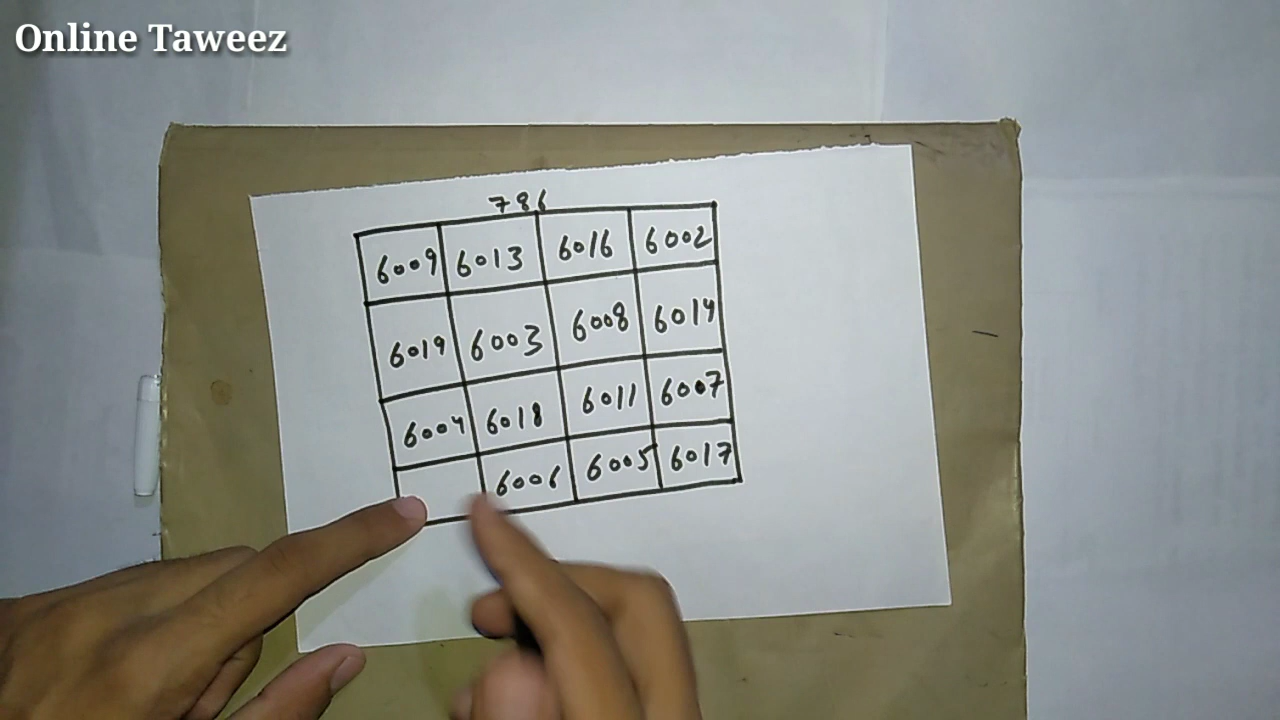 Online Taweez
786
6009 6013 6016 6002
6019 6003 6008 6014
6004 6018 6011 6007
6006 6005 6017